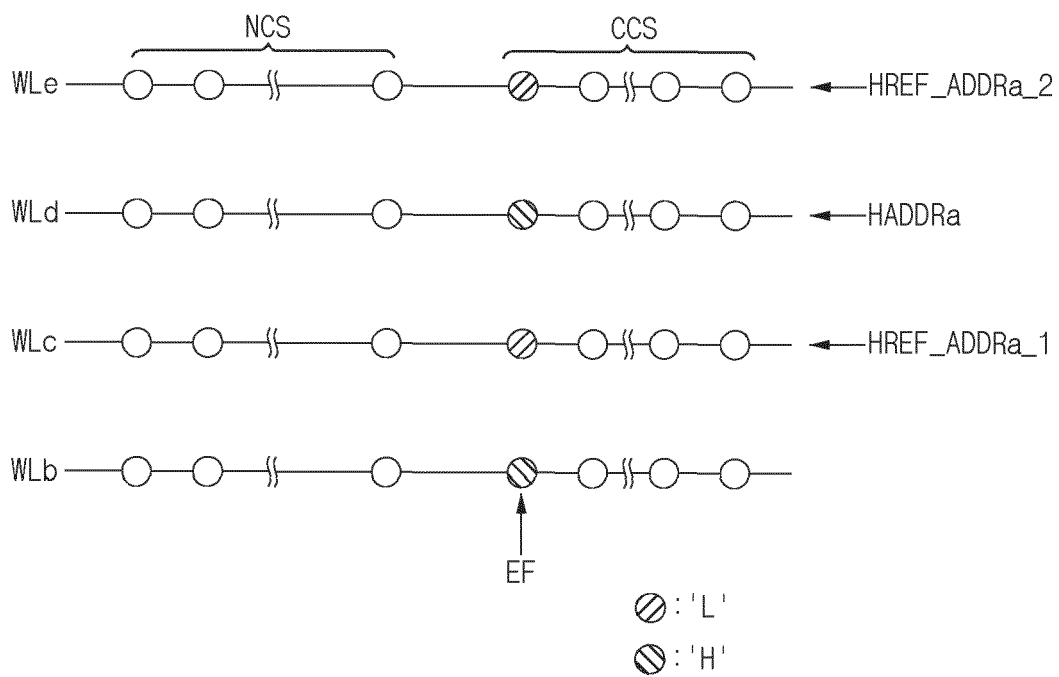 NCS CCS
WLe HREF_ADDRa_2
WLd HADDRa
WLc HREF_ADDRa_1
WLb
EF
: 'L'
: 'H'